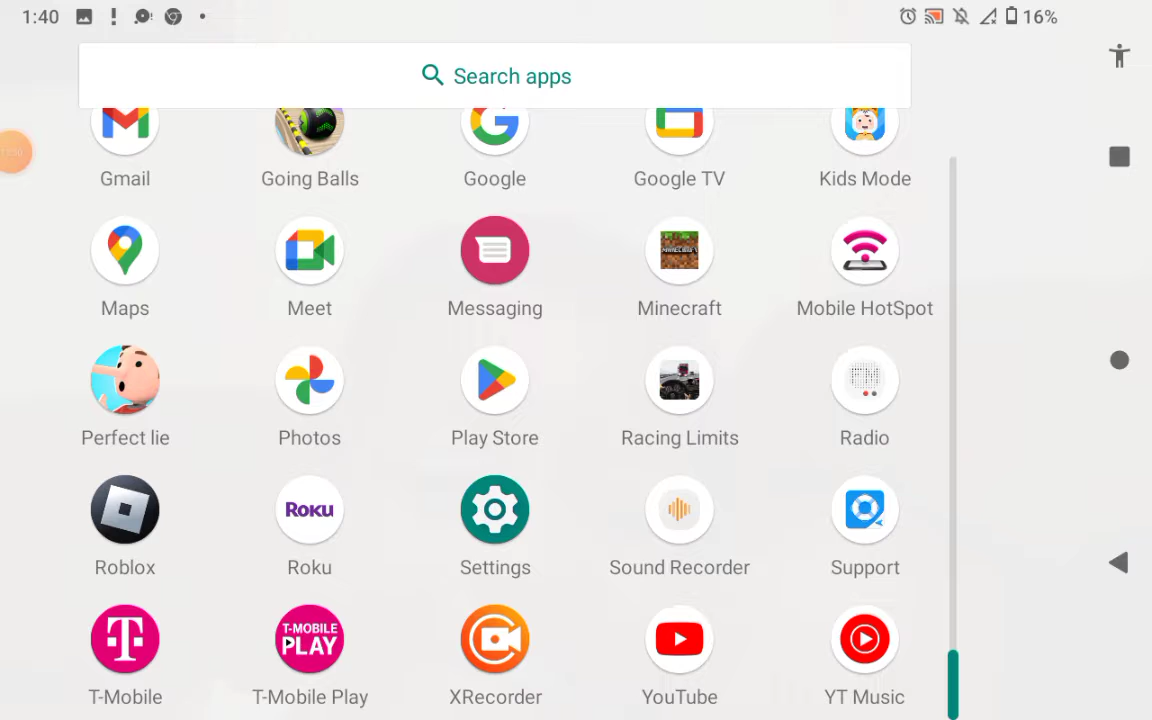 1:40
16%
Search apps
Gmail
Going Balls
Google
Google TV
Kids Mode
Maps
Meet
Messaging
Minecraft
Mobile HotSpot
Perfect lie
Photos
Play Store
Racing Limits
Radio
Roblox
Roku
Roku
Settings
Sound Recorder
Support
T-MOBILE
PLAY
T-Mobile
T-Mobile Play
XRecorder
YouTube
YT Music